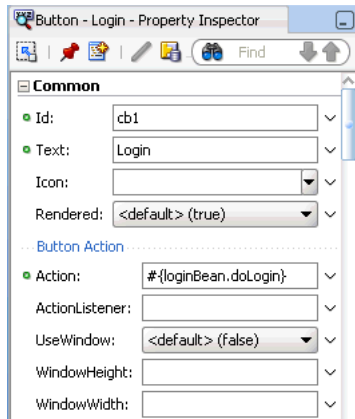 Button - Login - Property Inspector
Find
Common
Id: cb1
Text: Login
Icon:
Rendered: <default> (true)
Button Action
Action: #{loginBean.doLogin}
ActionListener:
UseWindow: <default> (false)
WindowHeight:
WindowWidth: